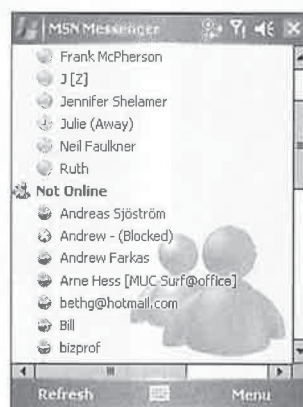 MSN Messenger
Frank McPherson
J [Z]
Jennifer Shelamer
Julie (Away)
Neil Faulkner
Ruth
Not Online
Andreas Sjöström
Andrew - (Blocked)
Andrew Farkas
Arne Hess [MUC Surf@office]
bethg@hotmail.com
Bill
bizprof
Refresh Menu